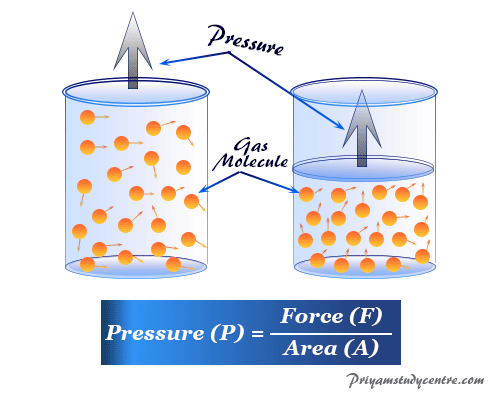 Pressure
Gas
Molecule
Pressure (P) = Force (F) / Area (A)
Priyamstudycentre.com